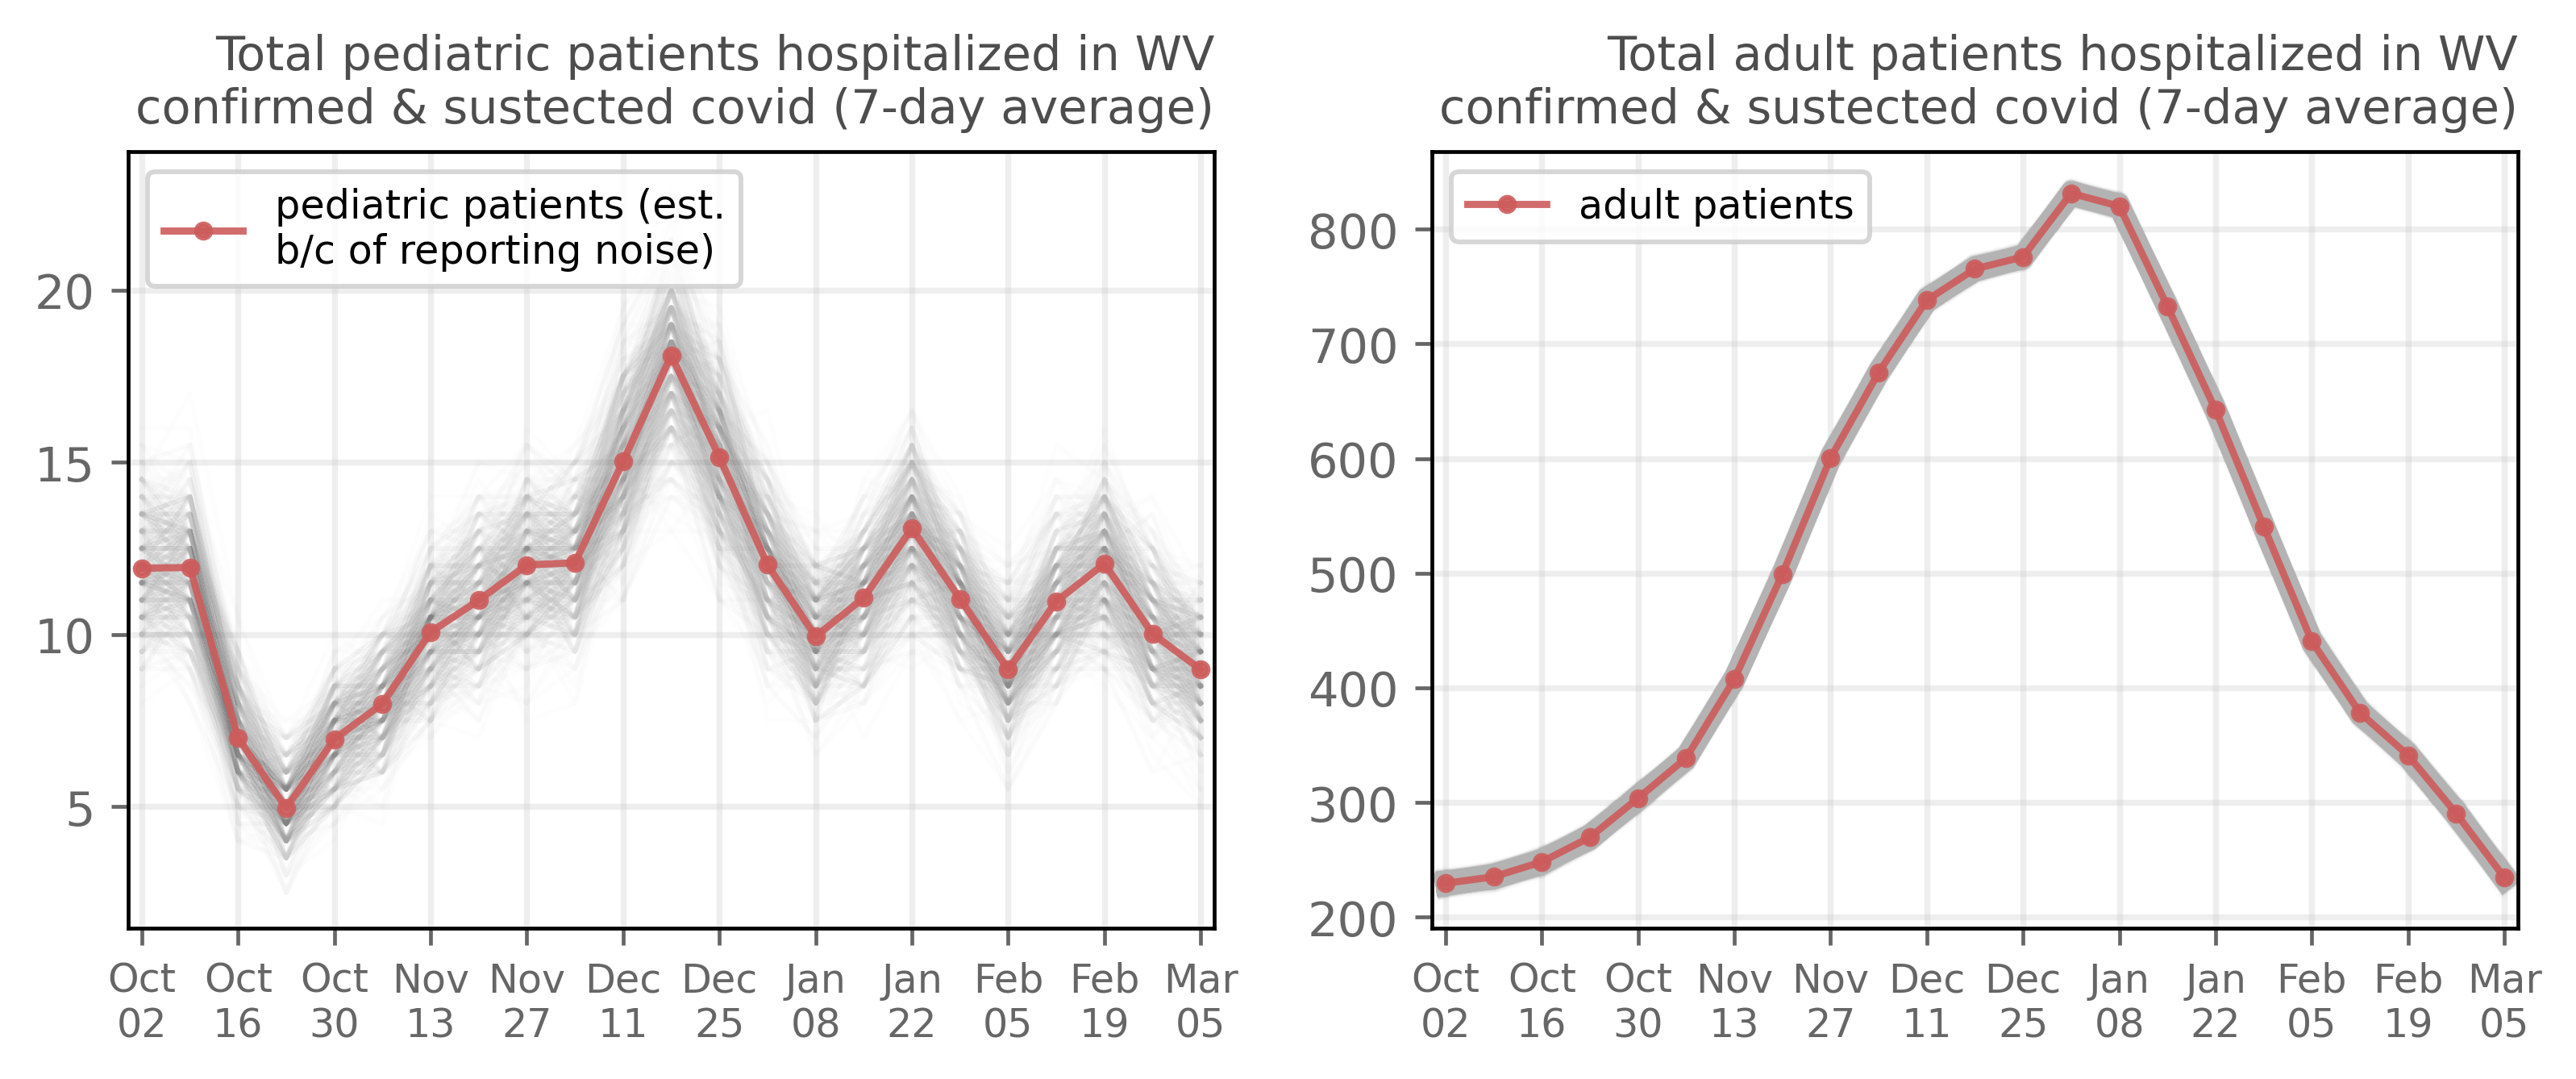 Total pediatric patients hospitalized in WV
confirmed & sustected covid (7-day average)
pediatric patients (est.
b/c of reporting noise)
20
15
10
5
Oct Oct Oct Nov Nov Dec Dec Jan Jan Feb Feb Mar
02 16 30 13 27 11 25 08 22 05 19 05
Total adult patients hospitalized in WV
confirmed & sustected covid (7-day average)
adult patients
800
700
600
500
400
300
200
Oct Oct Oct Nov Nov Dec Dec Jan Jan Feb Feb Mar
02 16 30 13 27 11 25 08 22 05 19 05